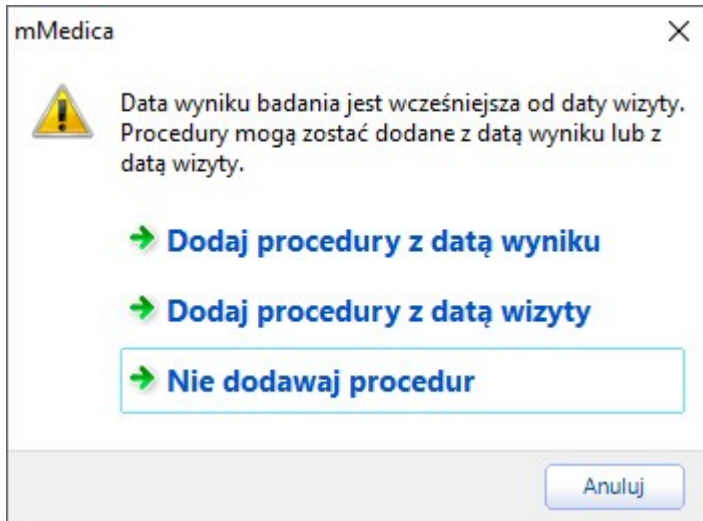 mMedica
Data wyniku badania jest wcześniejsza od daty wizyty.
Procedury mogą zostać dodane z datą wyniku lub z
datą wizyty.
Dodaj procedury z datą wyniku
Dodaj procedury z datą wizyty
Nie dodawaj procedur
Anuluj